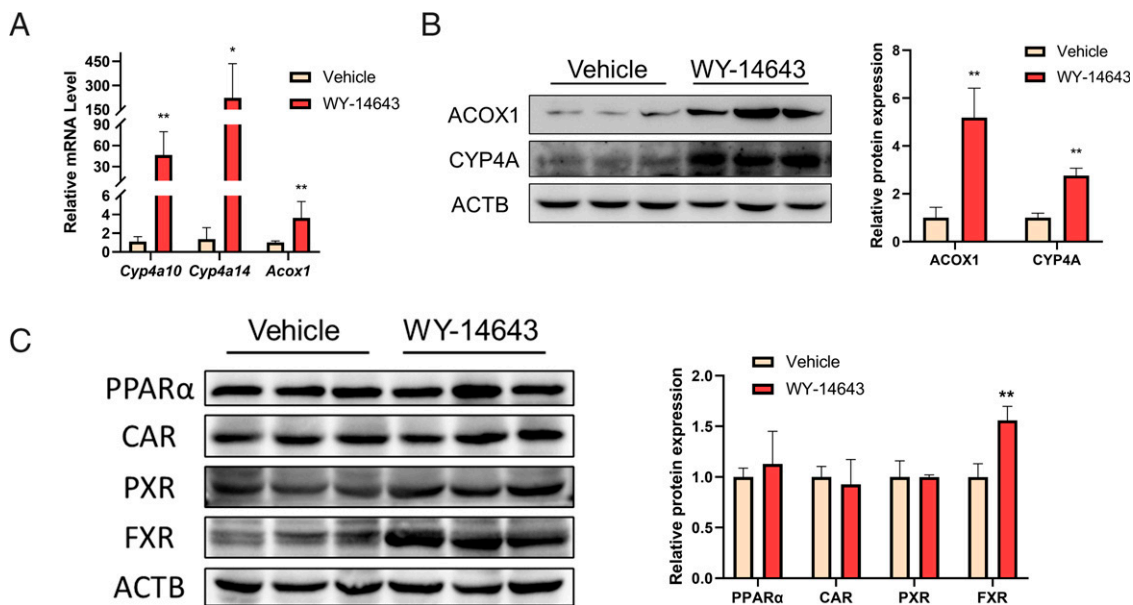 A
Relative mRNA Level
450
300
150
90
60
30
6
4
2
0
**
*
**
Vehicle
WY-14643
Cyp4a10 Cyp4a14 Acox1
B
Vehicle WY-14643
ACOX1
CYP4A
ACTB
Relative protein expression
8
6
4
2
0
**
**
Vehicle
WY-14643
ACOX1 CYP4A
C
Vehicle WY-14643
PPARα
CAR
PXR
FXR
ACTB
Relative protein expression
2.0
1.5
1.0
0.5
0.0
Vehicle
WY-14643
**
PPARα CAR PXR FXR